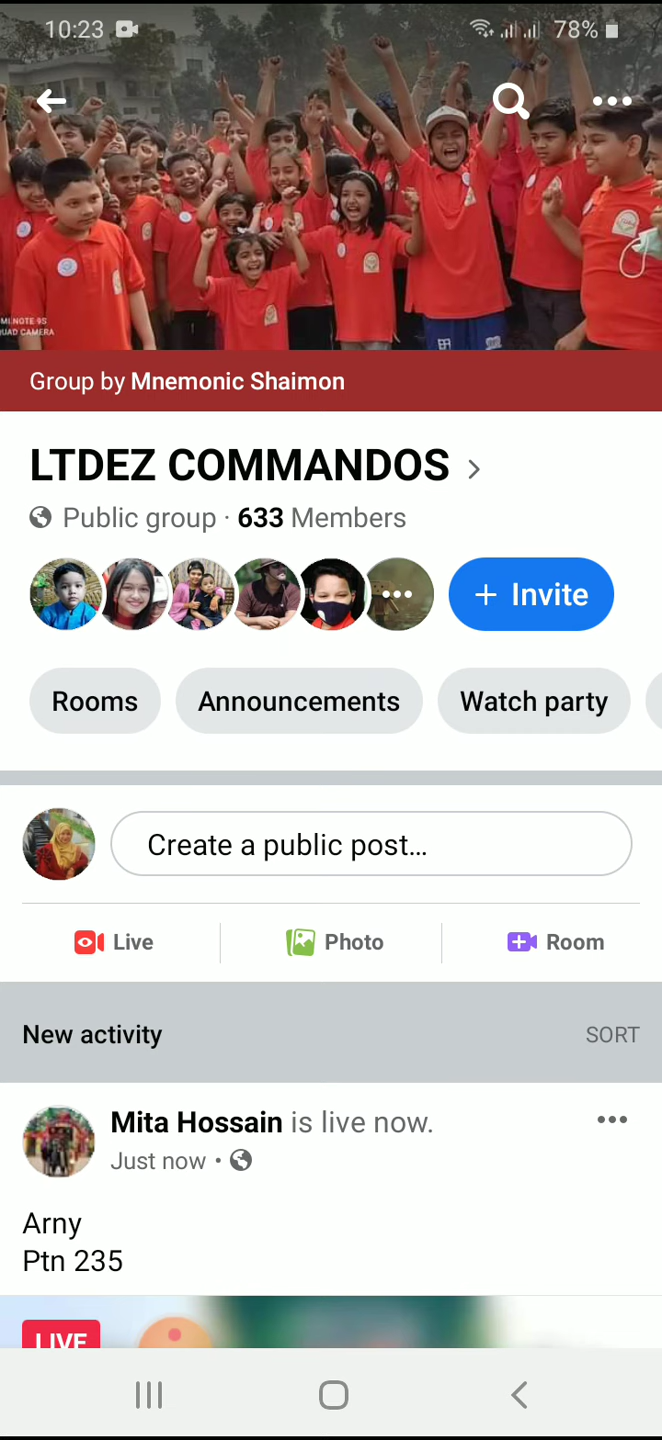 10:23 78%
MI NOTE 9S
QUAD CAMERA
Group by Mnemonic Shaimon
LTDEZ COMMANDOS
Public group · 633 Members
+ Invite
Rooms Announcements Watch party
Create a public post...
Live Photo Room
New activity SORT
Mita Hossain is live now.
Just now ·
Arny
Ptn 235
LIVE